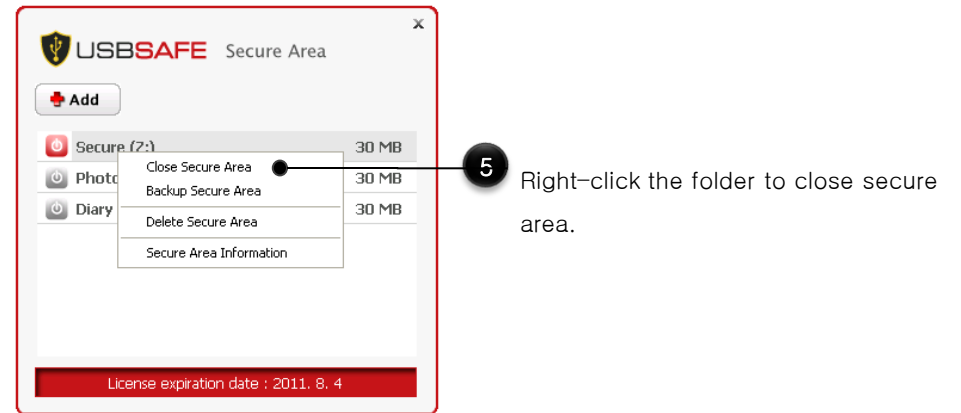 x
USBSAFE Secure Area
Add
Secure (Z:) 30 MB
Close Secure Area
Photo 30 MB
Backup Secure Area
Diary 30 MB
Delete Secure Area
Secure Area Information
License expiration date : 2011. 8. 4
5
Right-click the folder to close secure
area.